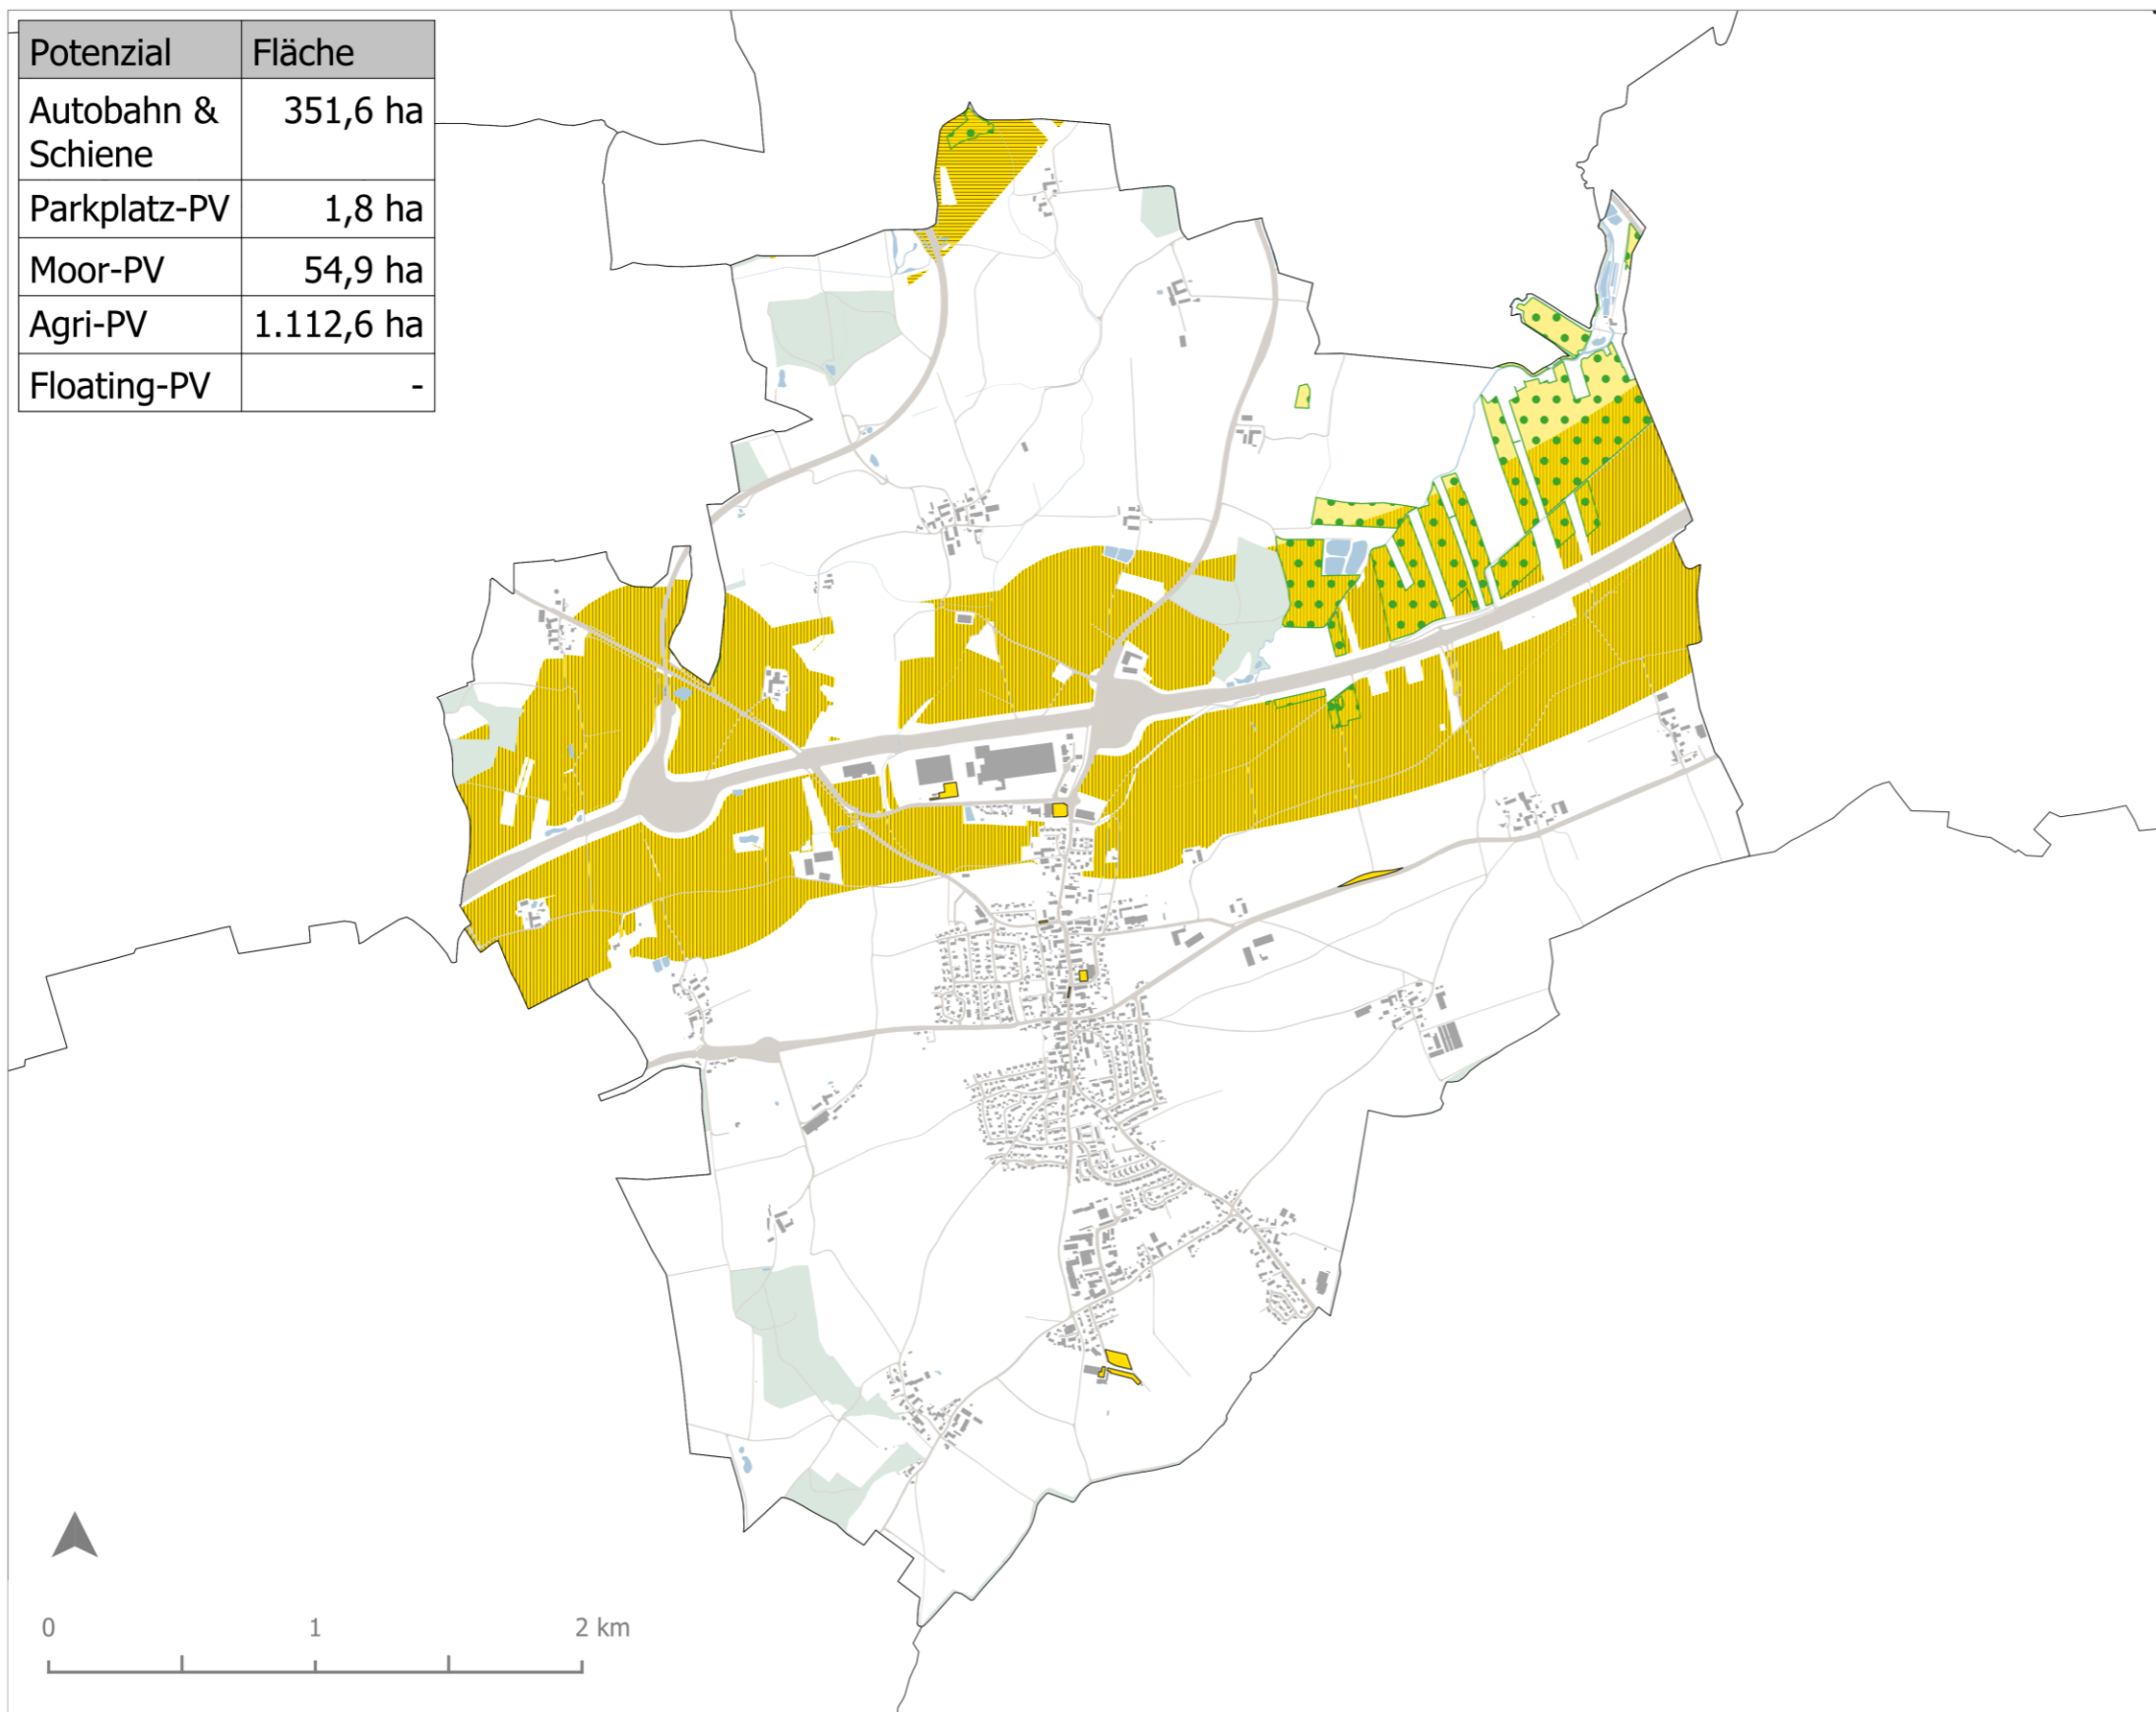 Potenzial Fläche
Autobahn & 351,6 ha
Schiene
Parkplatz-PV 1,8 ha
Moor-PV 54,9 ha
Agri-PV 1.112,6 ha
Floating-PV -
0 1 2 km